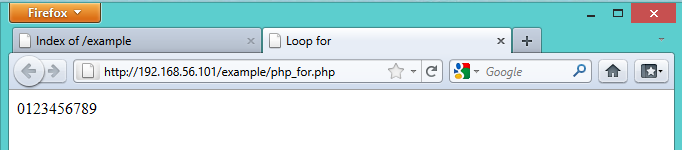 Firefox
Index of /example
Loop for
http://192.168.56.101/example/php_for.php
Google
0123456789